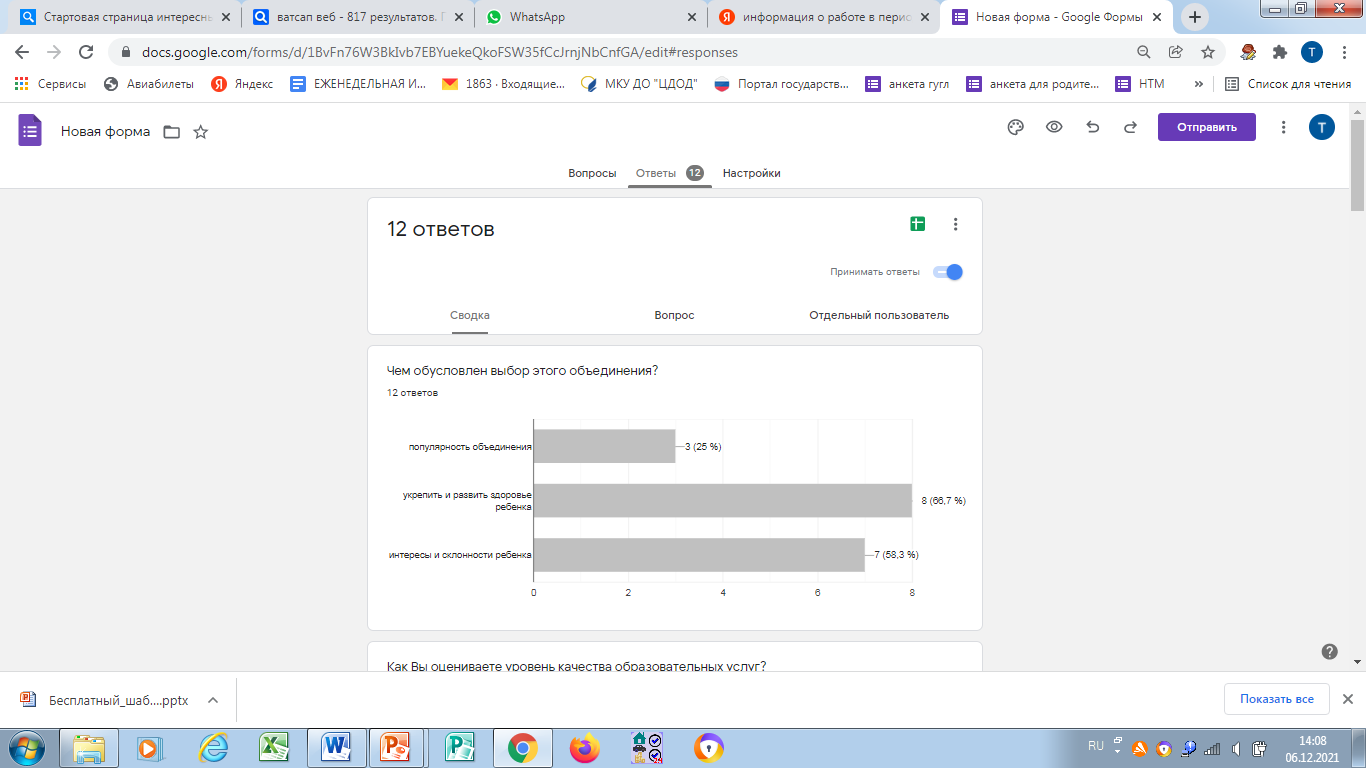 Стартовая страница интересны
ватсап веб - 817 результатов. П
WhatsApp
информация о работе в перио
Новая форма - Google Формы
docs.google.com/forms/d/1BvFn76W3BkIvb7EBYuekeQkoFSW35fCcJrnjNbCnfGA/edit#responses
T
Сервисы
Авиабилеты
Яндекс
ЕЖЕНЕДЕЛЬНАЯ И...
1863 · Входящие...
МКУ ДО "ЦДОД"
Портал государств...
анкета гугл
анкета для родите...
НТМ
»
Список для чтения
Новая форма
Отправить
T
Вопросы
Ответы 12
Настройки
12 ответов
Принимать ответы
Сводка
Вопрос
Отдельный пользователь
Чем обусловлен выбор этого объединения?
12 ответов
популярность объединения
3 (25 %)
укрепить и развить здоровье
ребенка
8 (66,7 %)
интересы и склонности ребенка
7 (58,3 %)
0 2 4 6 8
Как Вы оцениваете уровень качества образовательных услуг?
Бесплатный_шаб....pptx
Показать все
RU
14:08
06.12.2021